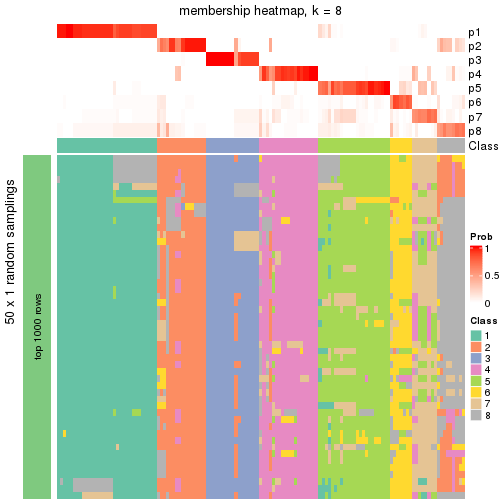 membership heatmap, k = 8
p1
p2
p3
p4
p5
p6
p7
p8
Class
50 x 1 random samplings
top 1000 rows
Prob
1
0.5
0
Class
1
2
3
4
5
6
7
8